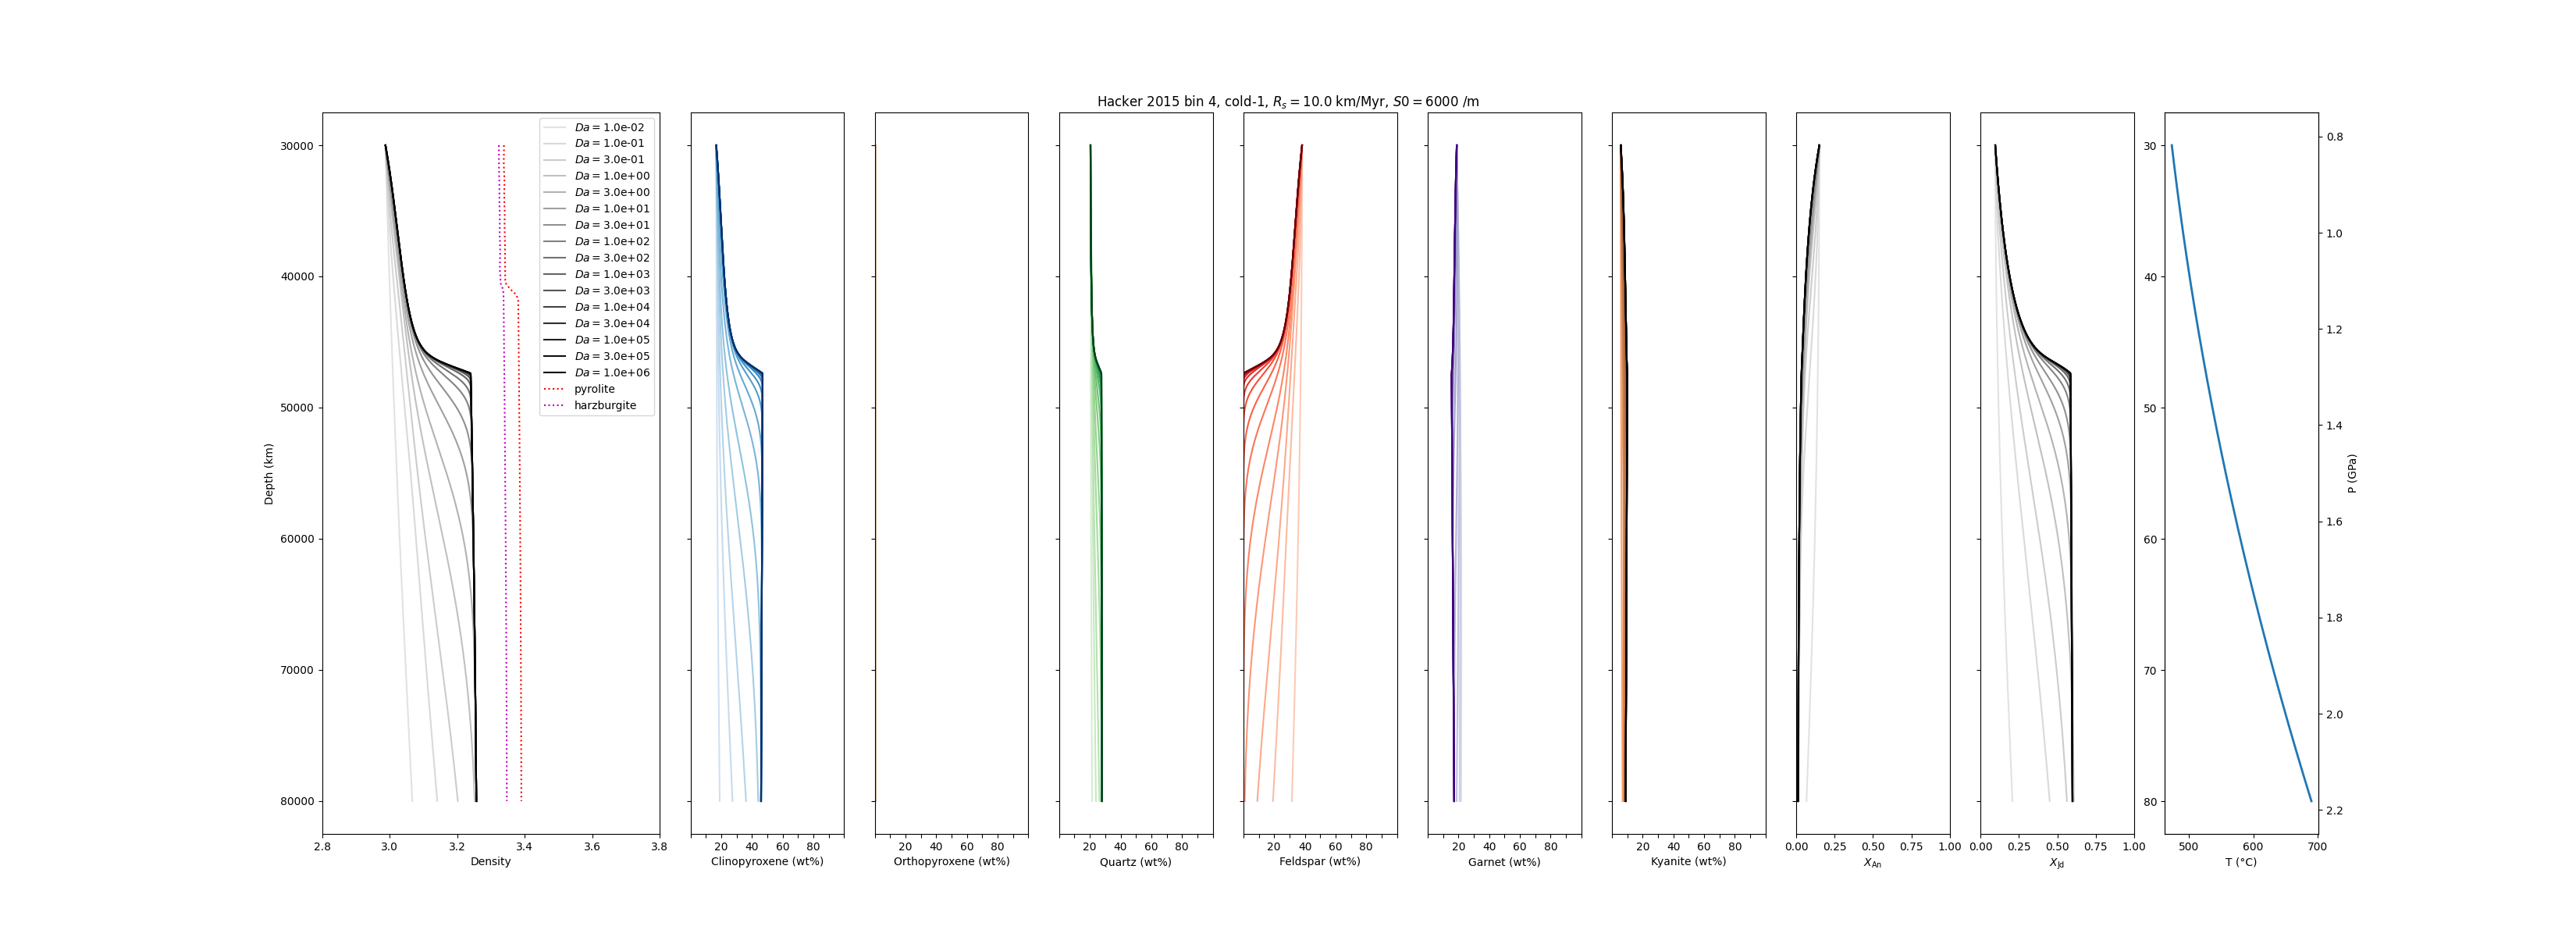 Hacker 2015 bin 4, cold-1, Rs = 10.0 km/Myr, S0 = 6000 /m
Da = 1.0e-02
Da = 1.0e-01
Da = 3.0e-01
Da = 1.0e+00
Da = 3.0e+00
Da = 1.0e+01
Da = 3.0e+01
Da = 1.0e+02
Da = 3.0e+02
Da = 1.0e+03
Da = 3.0e+03
Da = 1.0e+04
Da = 3.0e+04
Da = 1.0e+05
Da = 3.0e+05
Da = 1.0e+06
pyrolite
harzburgite
Depth (km)
30000
40000
50000
60000
70000
80000
2.8 3.0 3.2 3.4 3.6 3.8
Density
20 40 60 80
Clinopyroxene (wt%)
Orthopyroxene (wt%)
20 40 60 80
20 40 60 80
Quartz (wt%)
20 40 60 80
Feldspar (wt%)
20 40 60 80
Garnet (wt%)
20 40 60 80
Kyanite (wt%)
0.00 0.25 0.50 0.75 1.00
XAn
0.00 0.25 0.50 0.75 1.00
XJd
30
40
50
60
70
80
500 600 700
T (°C)
0.8
1.0
1.2
1.4
1.6
1.8
2.0
2.2
P (GPa)